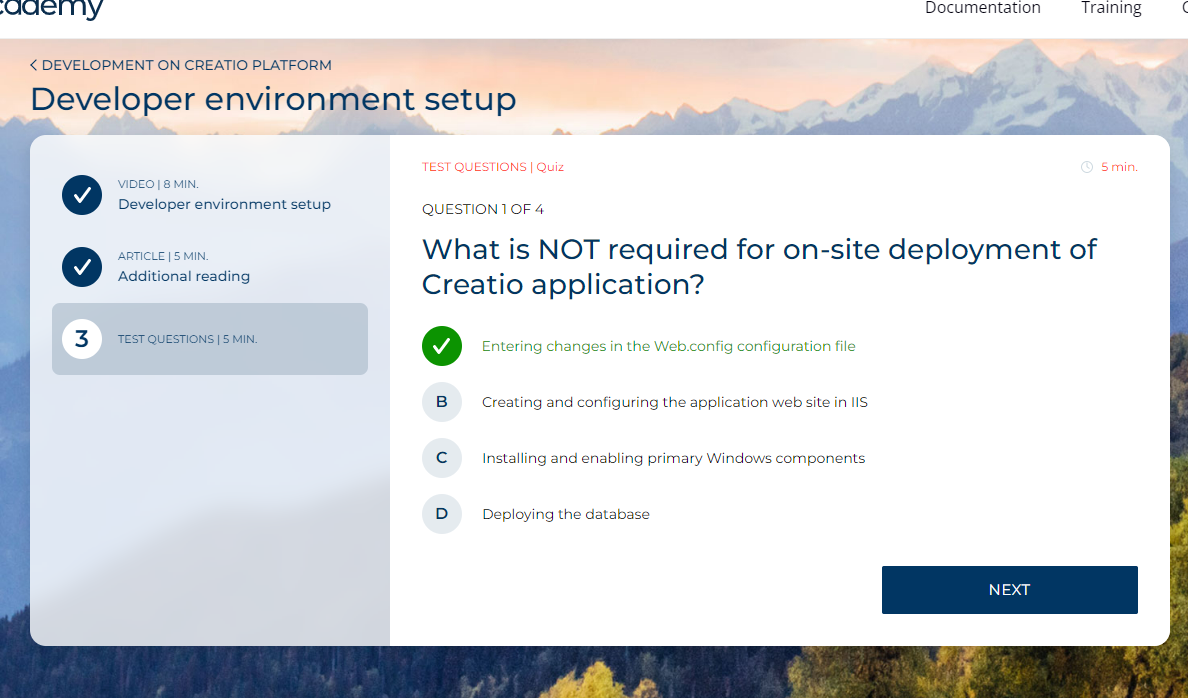 Documentation
Training
DEVELOPMENT ON CREATIO PLATFORM
Developer environment setup
VIDEO | 8 MIN.
Developer environment setup
ARTICLE | 5 MIN.
Additional reading
3
TEST QUESTIONS | 5 MIN.
TEST QUESTIONS | Quiz
5 min.
QUESTION 1 OF 4
What is NOT required for on-site deployment of
Creatio application?
Entering changes in the Web.config configuration file
B Creating and configuring the application web site in IIS
C Installing and enabling primary Windows components
D Deploying the database
NEXT